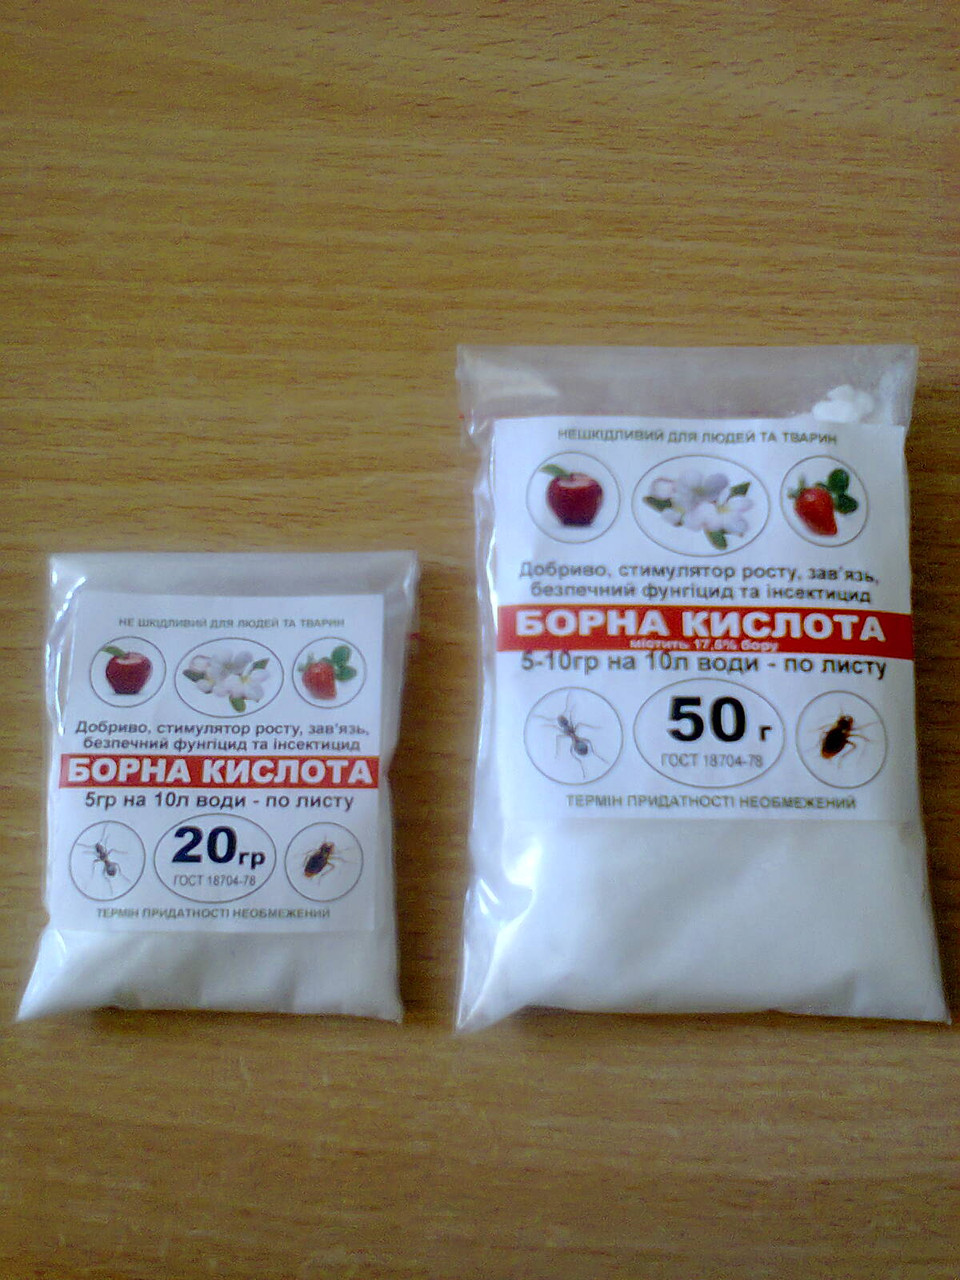 НЕ ШКІДЛИВИЙ ДЛЯ ЛЮДЕЙ ТА ТВАРИН
Добриво, стимулятор росту, зав'язь,
безпечний фунгіцид та інсектицид
БОРНА КИСЛОТА
5гр на 10л води - по листу
20гр
ГОСТ 18704-78
ТЕРМІН ПРИДАТНОСТІ НЕОБМЕЖЕНИЙ
НЕШКІДЛИВИЙ ДЛЯ ЛЮДЕЙ ТА ТВАРИН
Добриво, стимулятор росту, зав'язь,
безпечний фунгіцид та інсектицид
БОРНА КИСЛОТА
містить 17,5% бору
5-10гр на 10л води - по листу
50 г
ГОСТ 18704-78
ТЕРМІН ПРИДАТНОСТІ НЕОБМЕЖЕНИЙ